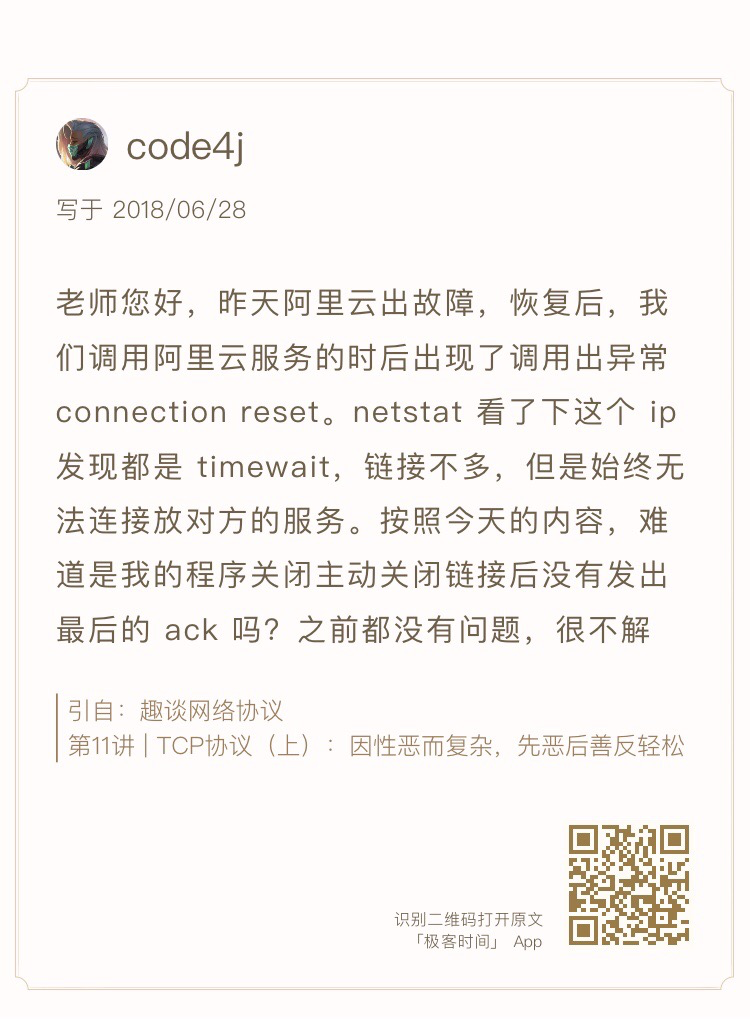 code4j
写于 2018/06/28
老师您好，昨天阿里云出故障，恢复后，我
们调用阿里云服务的时后出现了调用出异常
connection reset。netstat 看了下这个 ip
发现都是 timewait，链接不多，但是始终无
法连接放对方的服务。按照今天的内容，难
道是我的程序关闭主动关闭链接后没有发出
最后的 ack 吗？之前都没有问题，很不解
引自：趣谈网络协议
第11讲 | TCP协议（上）：因性恶而复杂，先恶后善反轻松
识别二维码打开原文
「极客时间」 App